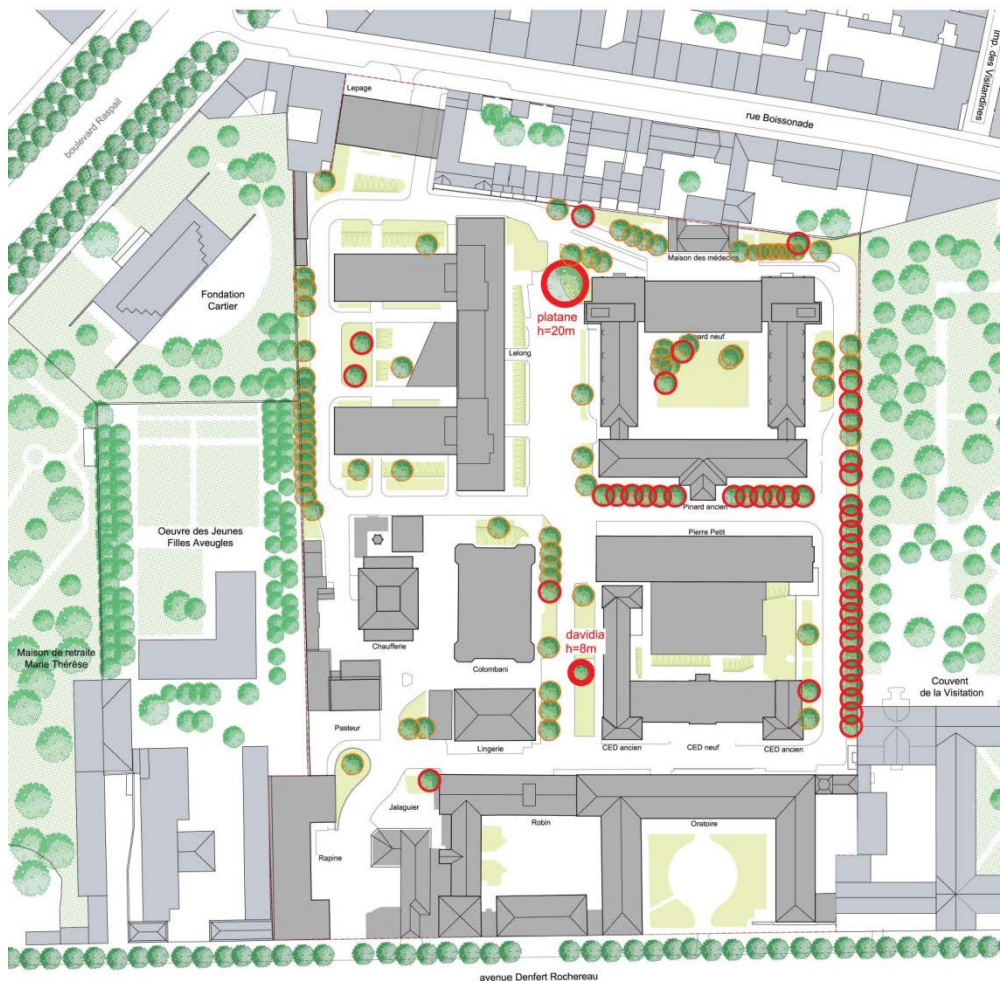 imp. des Visitandines
Lepage
boulevard Raspail
rue Boissonade
Maison des médecins
Fondation
Cartier
platane
h=20m
Pinard neuf
Lelong
Pinard ancien
Oeuvre des Jeunes
Filles Aveugles
Pierre Petit
davidia
h=8m
Chaufferie
Maison de retraite
Marie Thérèse
Colombani
Couvent
de la Visitation
Pasteur
Lingerie
CED ancien
CED neuf
CED ancien
Jalaguier
Robin
Oratoire
Rapine
avenue Denfert Rochereau